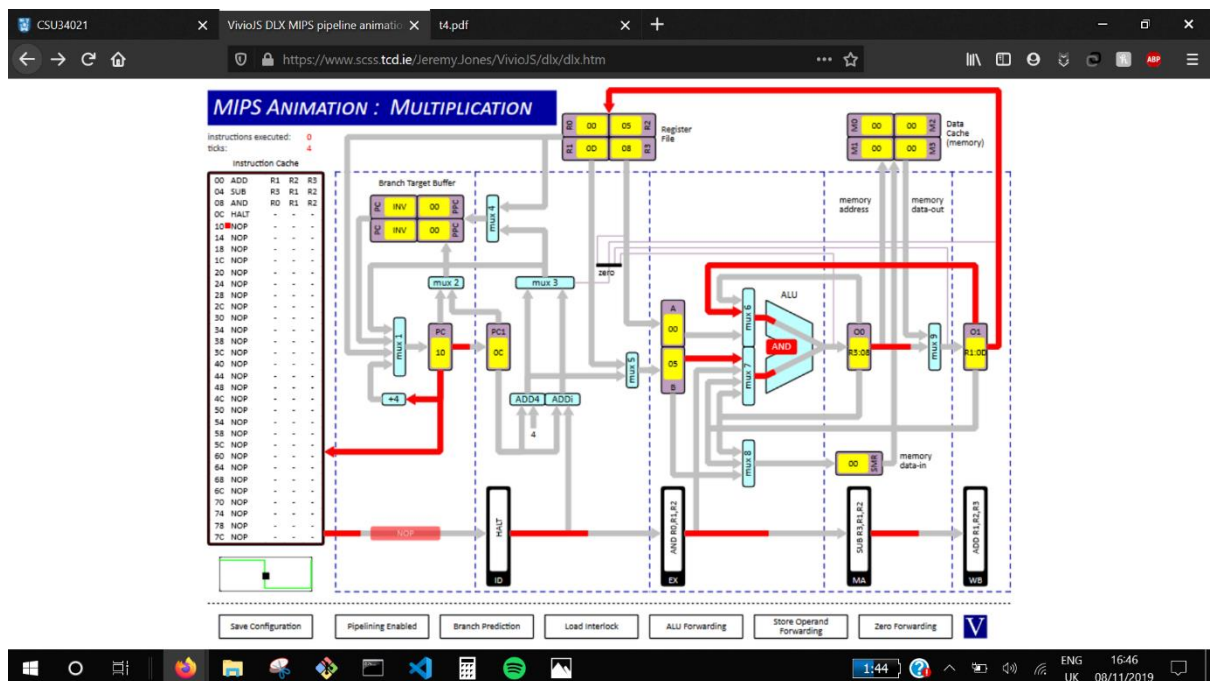 CSU34021
VivioJS DLX MIPS pipeline animatio
t4.pdf
https://www.scss.tcd.ie/Jeremy.Jones/VivioJS/dlx/dlx.htm
ABP
MIPS ANIMATION : MULTIPLICATION
instructions executed: 0
ticks: 4
Instruction Cache
00 ADD R1 R2 R3
04 SUB R3 R1 R2
08 AND R0 R1 R2
0C HALT - - -
10 NOP - - -
14 NOP - - -
18 NOP - - -
1C NOP - - -
20 NOP - - -
24 NOP - - -
28 NOP - - -
2C NOP - - -
30 NOP - - -
34 NOP - - -
38 NOP - - -
3C NOP - - -
40 NOP - - -
44 NOP - - -
48 NOP - - -
4C NOP - - -
50 NOP - - -
54 NOP - - -
58 NOP - - -
5C NOP - - -
60 NOP - - -
64 NOP - - -
68 NOP - - -
6C NOP - - -
70 NOP - - -
74 NOP - - -
78 NOP - - -
7C NOP - - -
R0 00 05 R2
R1 0D 08 R3
Register
File
M0 00 00 M2
M1 00 00 M3
Data
Cache
(memory)
Branch Target Buffer
PC INV 00 PPC
PC INV 00 PPC
mux 4
memory
address
memory
data-out
zero
mux 2
mux 3
mux 1
PC
10
PC1
0C
+4
ADD4 ADDi
4
mux 5
A
00
05
B
mux 6
mux 7
ALU
AND
O0
R3:08
mux 9
O1
R1:0D
mux 8
00 SMR
memory
data-in
NOP
HALT
ID
AND R0,R1,R2
EX
SUB R3,R1,R2
MA
ADD R1,R2,R3
WB
Save Configuration
Pipelining Enabled
Branch Prediction
Load Interlock
ALU Forwarding
Store Operand
Forwarding
Zero Forwarding
V
1:44
ENG
UK
16:46
08/11/2019